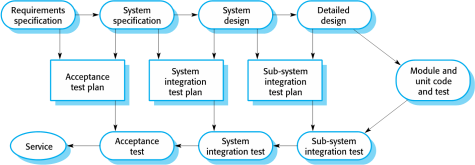 Requirements
specification
System
specification
System
design
Detailed
design
Acceptance
test plan
System
integration
test plan
Sub-system
integration
test plan
Module and
unit code
and test
Service
Acceptance
test
System
integration test
Sub-system
integration test